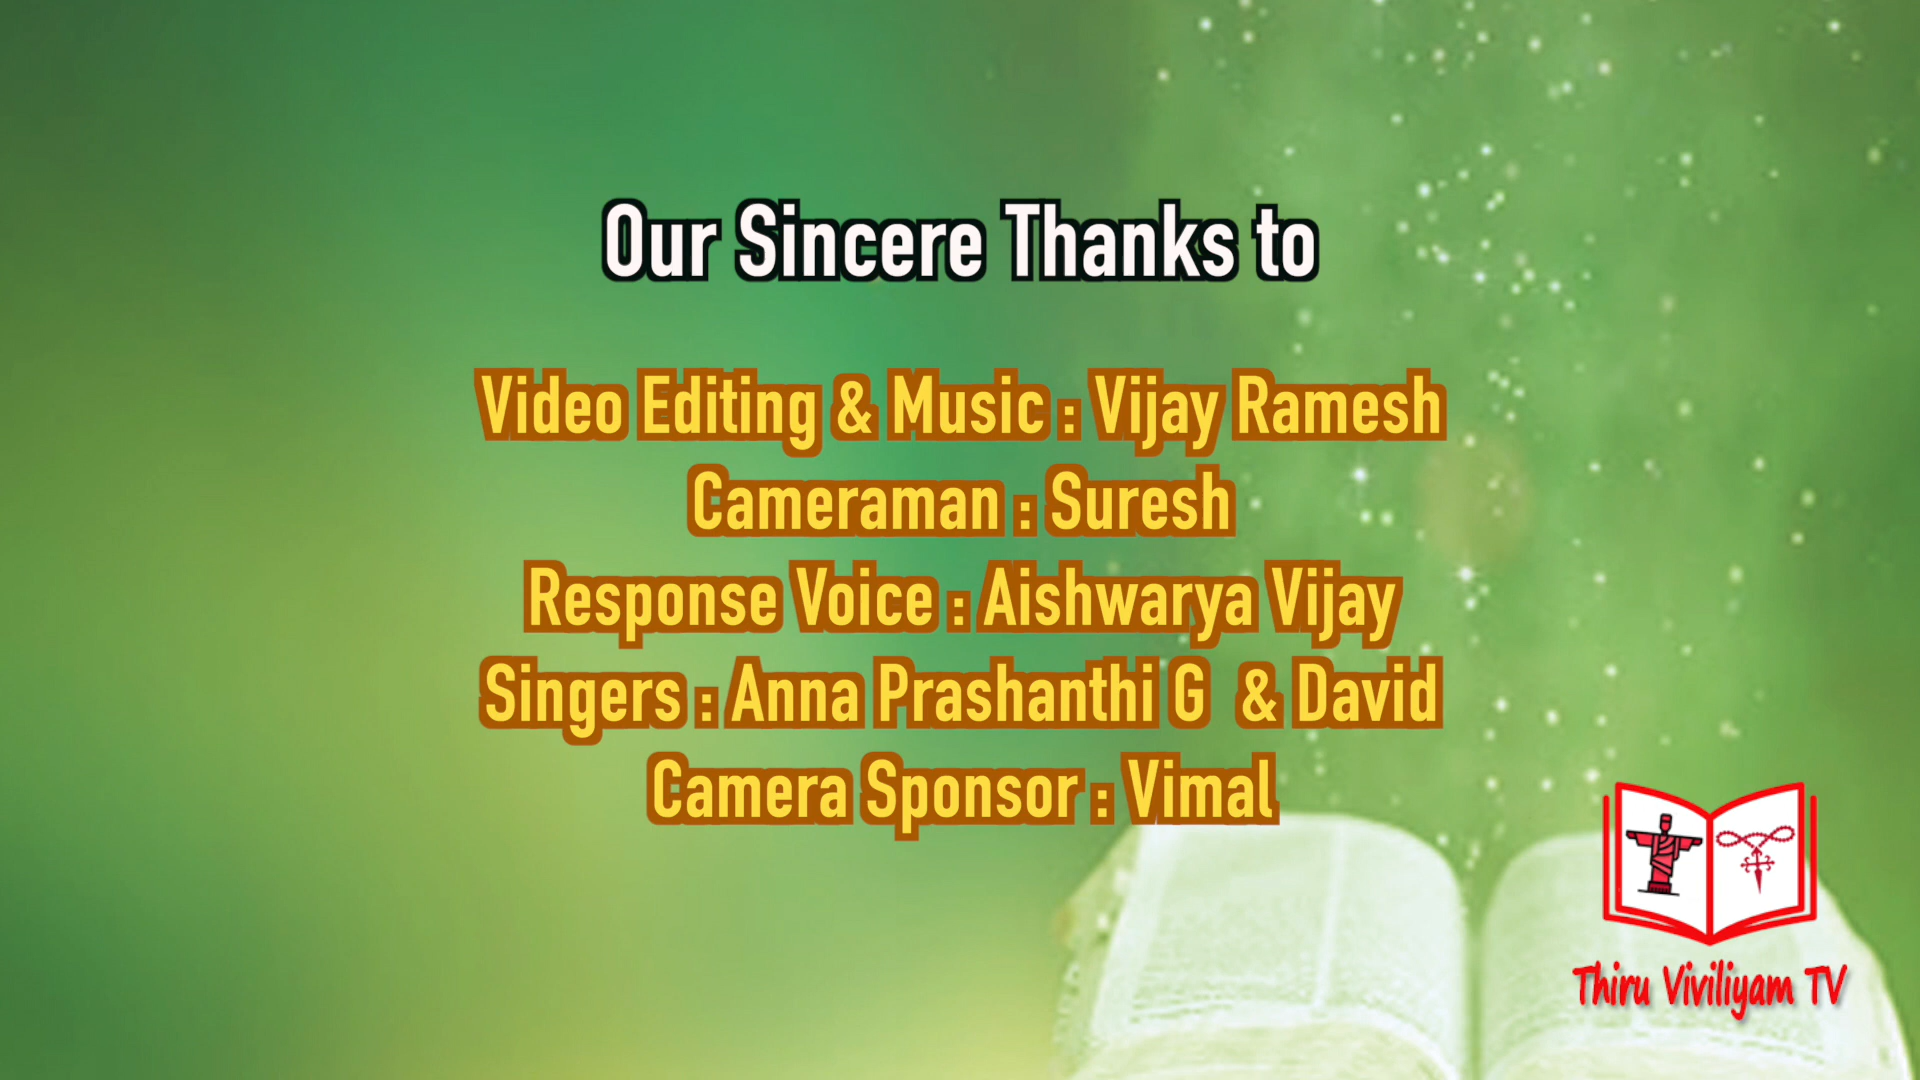 Our Sincere Thanks to
Video Editing & Music : Vijay Ramesh
Cameraman : Suresh
Response Voice : Aishwarya Vijay
Singers : Anna Prashanthi G & David
Camera Sponsor : Vimal
Thiru Viviliyam TV